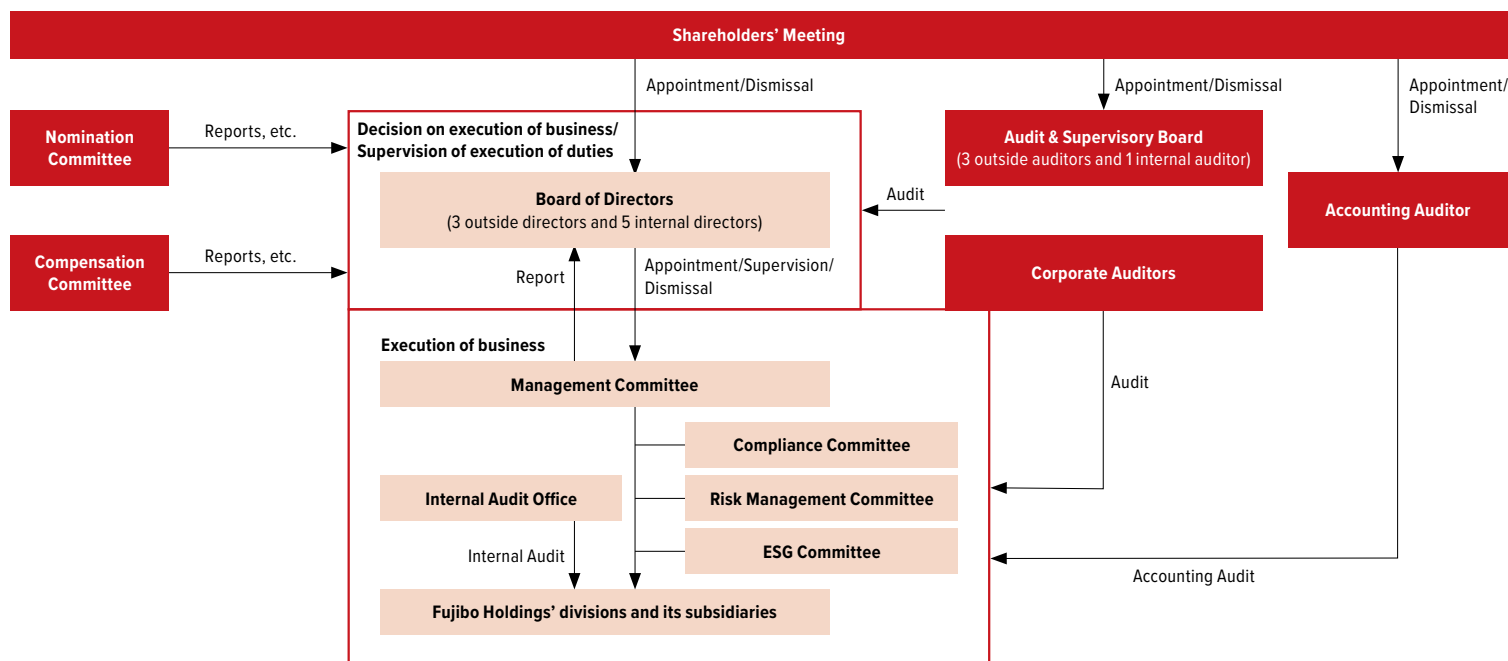 Shareholders’ Meeting
Appointment/Dismissal
Appointment/Dismissal
Appointment/
Dismissal
Nomination
Committee
Reports, etc.
Decision on execution of business/
Supervision of execution of duties
Audit & Supervisory Board
(3 outside auditors and 1 internal auditor)
Board of Directors
(3 outside directors and 5 internal directors)
Audit
Accounting Auditor
Compensation
Committee
Reports, etc.
Report
Appointment/Supervision/
Dismissal
Corporate Auditors
Execution of business
Management Committee
Audit
Compliance Committee
Internal Audit Office
Risk Management Committee
Internal Audit
ESG Committee
Accounting Audit
Fujibo Holdings’ divisions and its subsidiaries